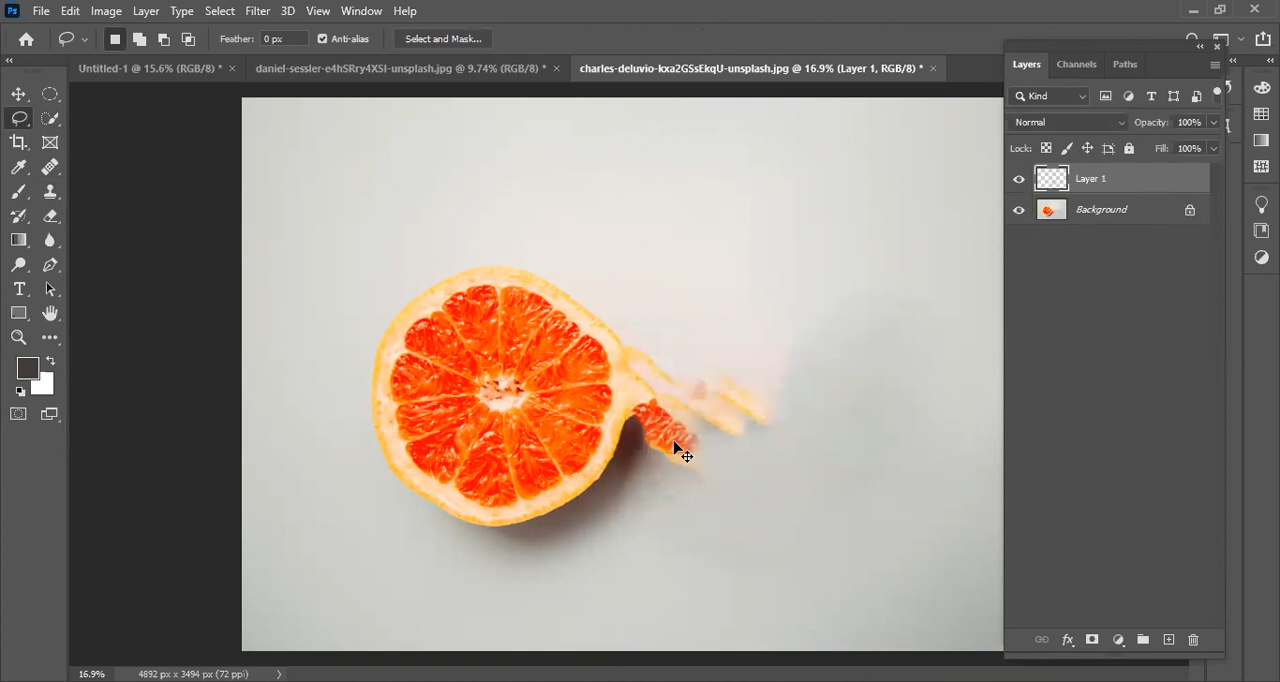 Ps File Edit Image Layer Type Select Filter 3D View Window Help
Feather: 0 px Anti-alias Select and Mask...
Untitled-1 @ 15.6% (RGB/8) * × daniel-sessler-e4hSRry4XSI-unsplash.jpg @ 9.74% (RGB/8) * × charles-deluvio-kxa2GSsEkqU-unsplash.jpg @ 16.9% (Layer 1, RGB/8) * ×
Layers Channels Paths
Kind
Normal Opacity: 100%
Lock: Fill: 100%
Layer 1
Background
16.9% 4892 px x 3494 px (72 ppi)